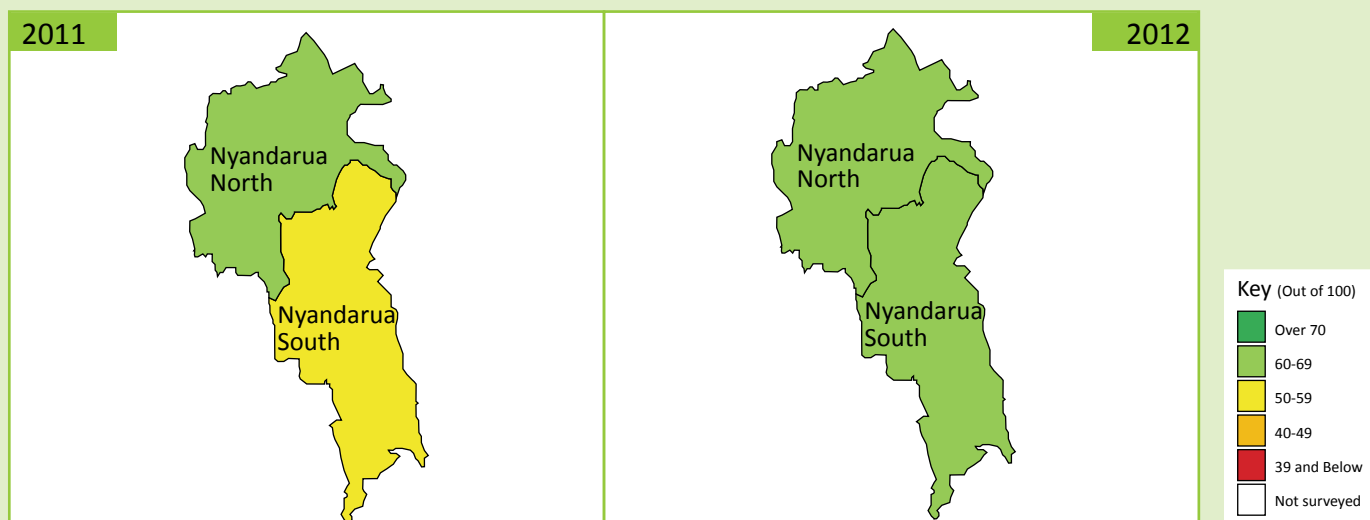 2011
Nyandarua
North
Nyandarua
South
2012
Nyandarua
North
Nyandarua
South
Key (Out of 100)
Over 70
60-69
50-59
40-49
39 and Below
Not surveyed